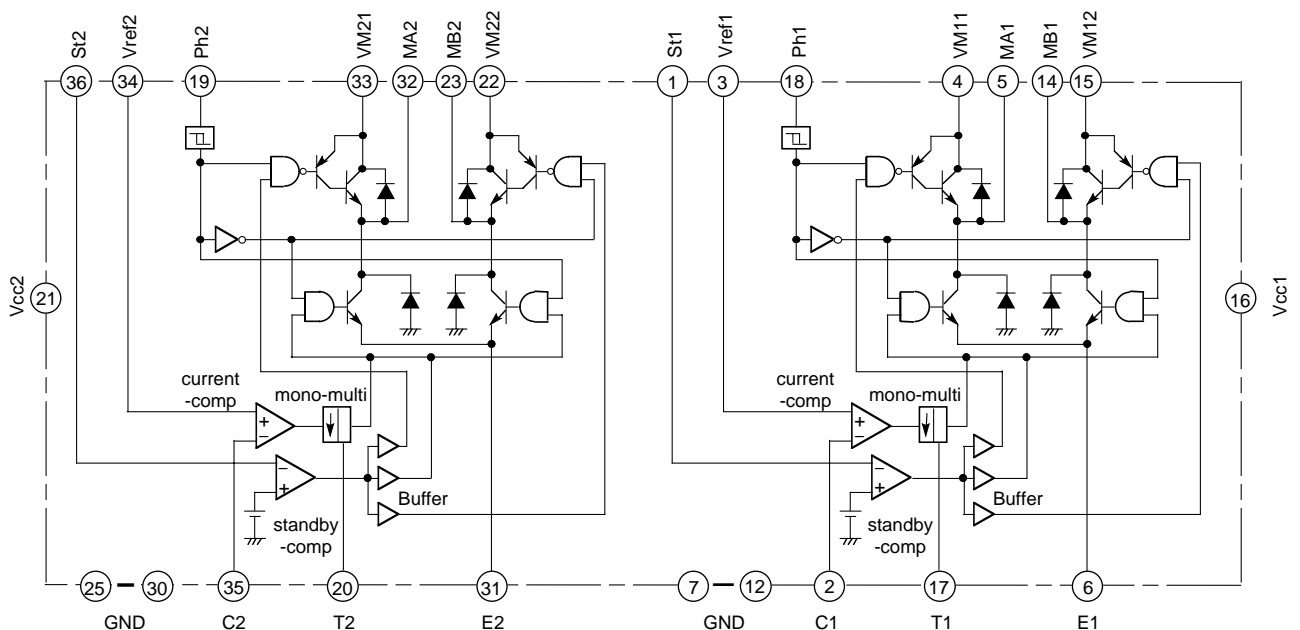 St2 Vref2 Ph2 VM21 MA2 MB2 VM22 St1 Vref1 Ph1 VM11 MA1 MB1 VM12
36 34 19 33 32 23 22 1 3 18 4 5 14 15
Vcc2 21 16 Vcc1
current current
-comp mono-multi -comp mono-multi
+ +
− −
− −
+ Buffer + Buffer
standby standby
-comp -comp
25 30 35 20 31 7 12 2 17 6
GND C2 T2 E2 GND C1 T1 E1